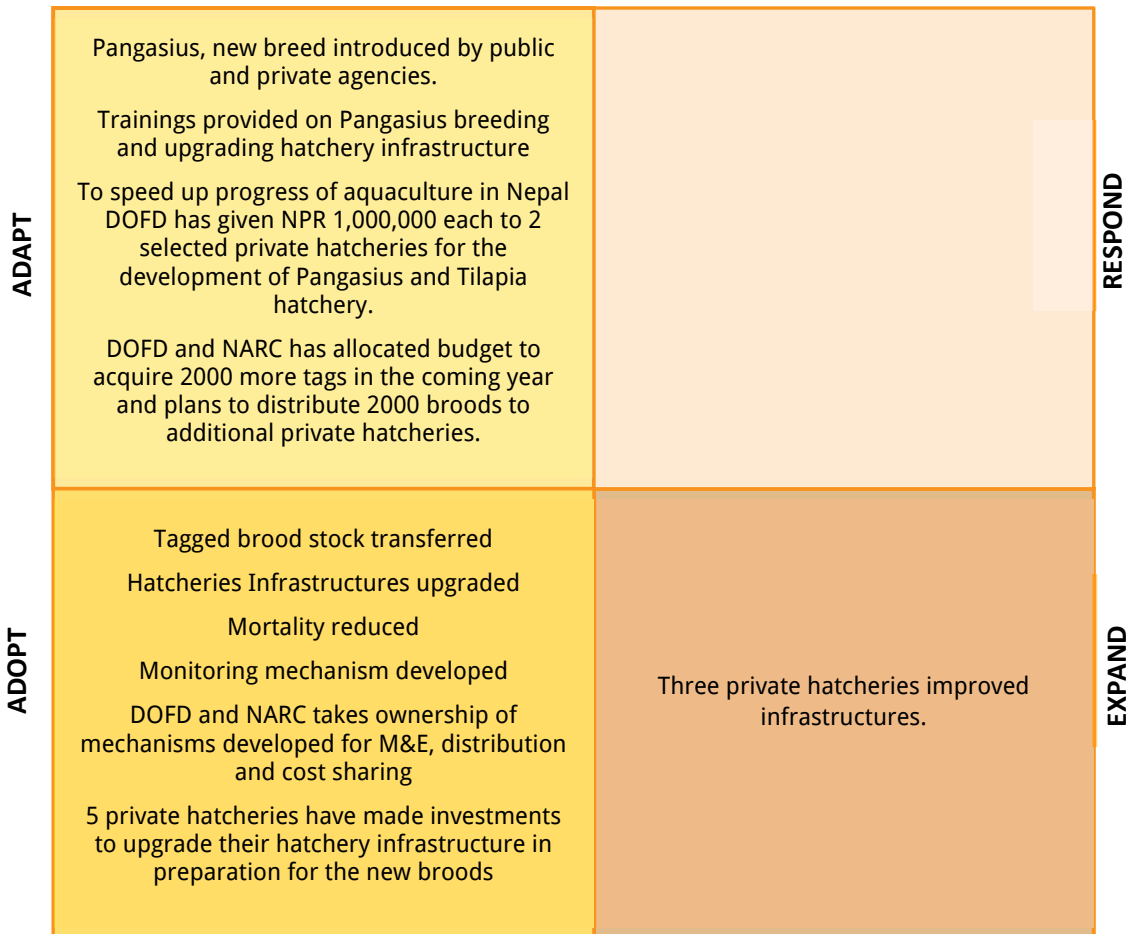 ADAPT
Pangasius, new breed introduced by public
and private agencies.
Trainings provided on Pangasius breeding
and upgrading hatchery infrastructure
To speed up progress of aquaculture in Nepal
DOFD has given NPR 1,000,000 each to 2
selected private hatcheries for the
development of Pangasius and Tilapia
hatchery.
DOFD and NARC has allocated budget to
acquire 2000 more tags in the coming year
and plans to distribute 2000 broods to
additional private hatcheries.
RESPOND
ADOPT
Tagged brood stock transferred
Hatcheries Infrastructures upgraded
Mortality reduced
Monitoring mechanism developed
DOFD and NARC takes ownership of
mechanisms developed for M&E, distribution
and cost sharing
5 private hatcheries have made investments
to upgrade their hatchery infrastructure in
preparation for the new broods
Three private hatcheries improved
infrastructures.
EXPAND